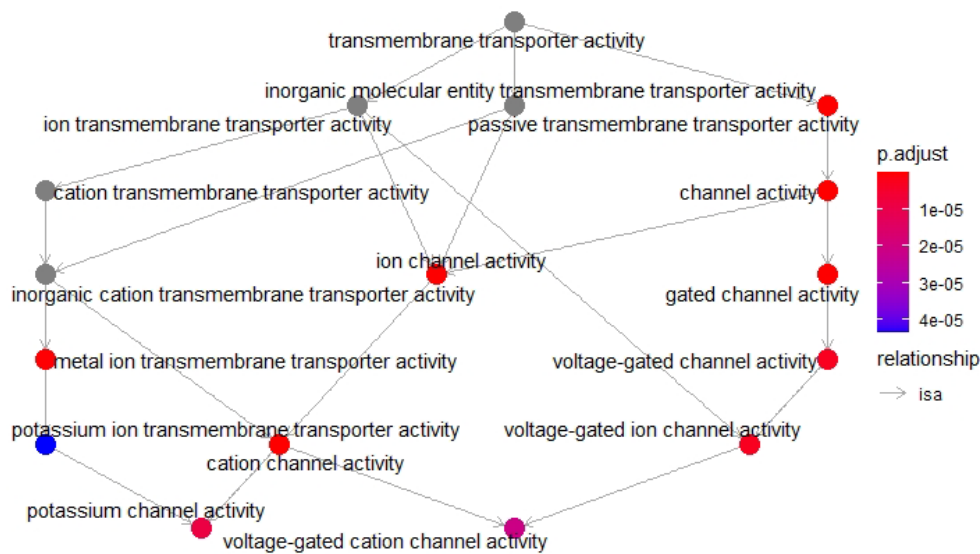 transmembrane transporter activity
inorganic molecular entity transmembrane transporter activity
ion transmembrane transporter activity
passive transmembrane transporter activity
p.adjust
cation transmembrane transporter activity
channel activity
1e-05
2e-05
3e-05
4e-05
ion channel activity
inorganic cation transmembrane transporter activity
gated channel activity
metal ion transmembrane transporter activity
voltage-gated channel activity
relationship
isa
potassium ion transmembrane transporter activity
voltage-gated ion channel activity
cation channel activity
potassium channel activity
voltage-gated cation channel activity